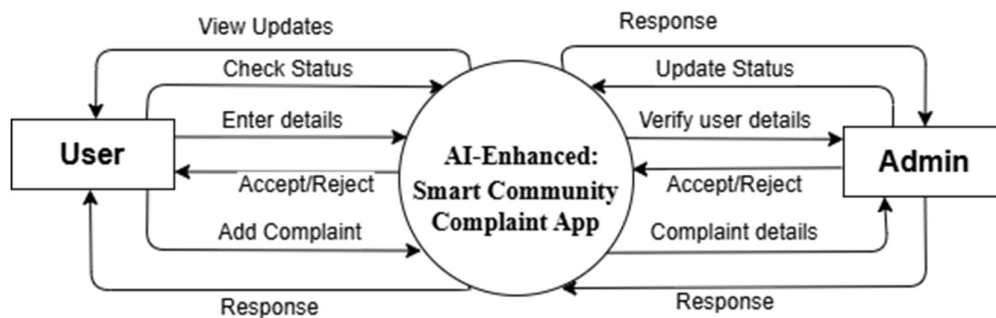 View Updates
Response
Check Status
Update Status
Enter details
Verify user details
User
AI-Enhanced:
Smart Community
Complaint App
Admin
Accept/Reject
Accept/Reject
Add Complaint
Complaint details
Response
Response